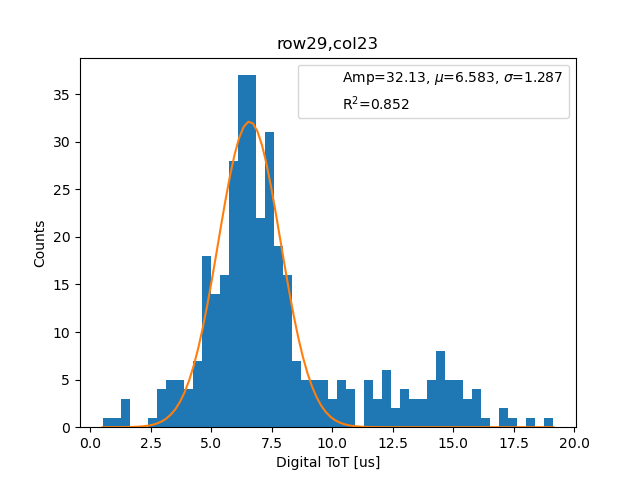 row29,col23
Amp=32.13, μ=6.583, σ=1.287
R²=0.852
35
30
25
20
15
10
5
0
Counts
0.0 2.5 5.0 7.5 10.0 12.5 15.0 17.5 20.0
Digital ToT [us]